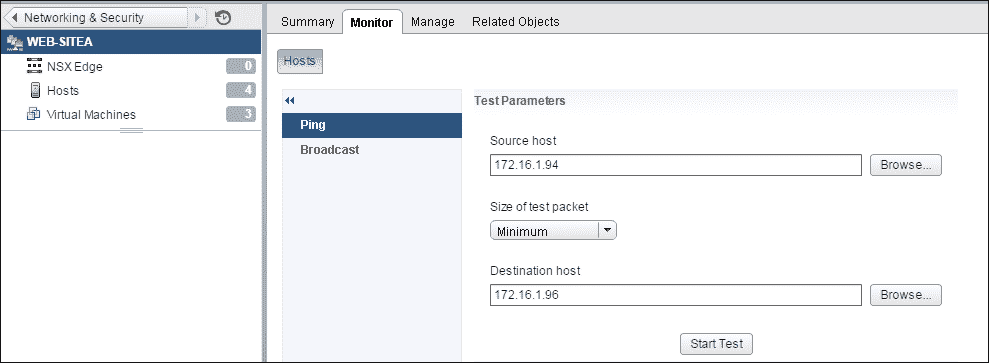 Networking & Security
WEB-SITEA
NSX Edge 0
Hosts 4
Virtual Machines 3
Summary Monitor Manage Related Objects
Hosts
Ping
Broadcast
Test Parameters
Source host
172.16.1.94 Browse...
Size of test packet
Minimum
Destination host
172.16.1.96 Browse...
Start Test